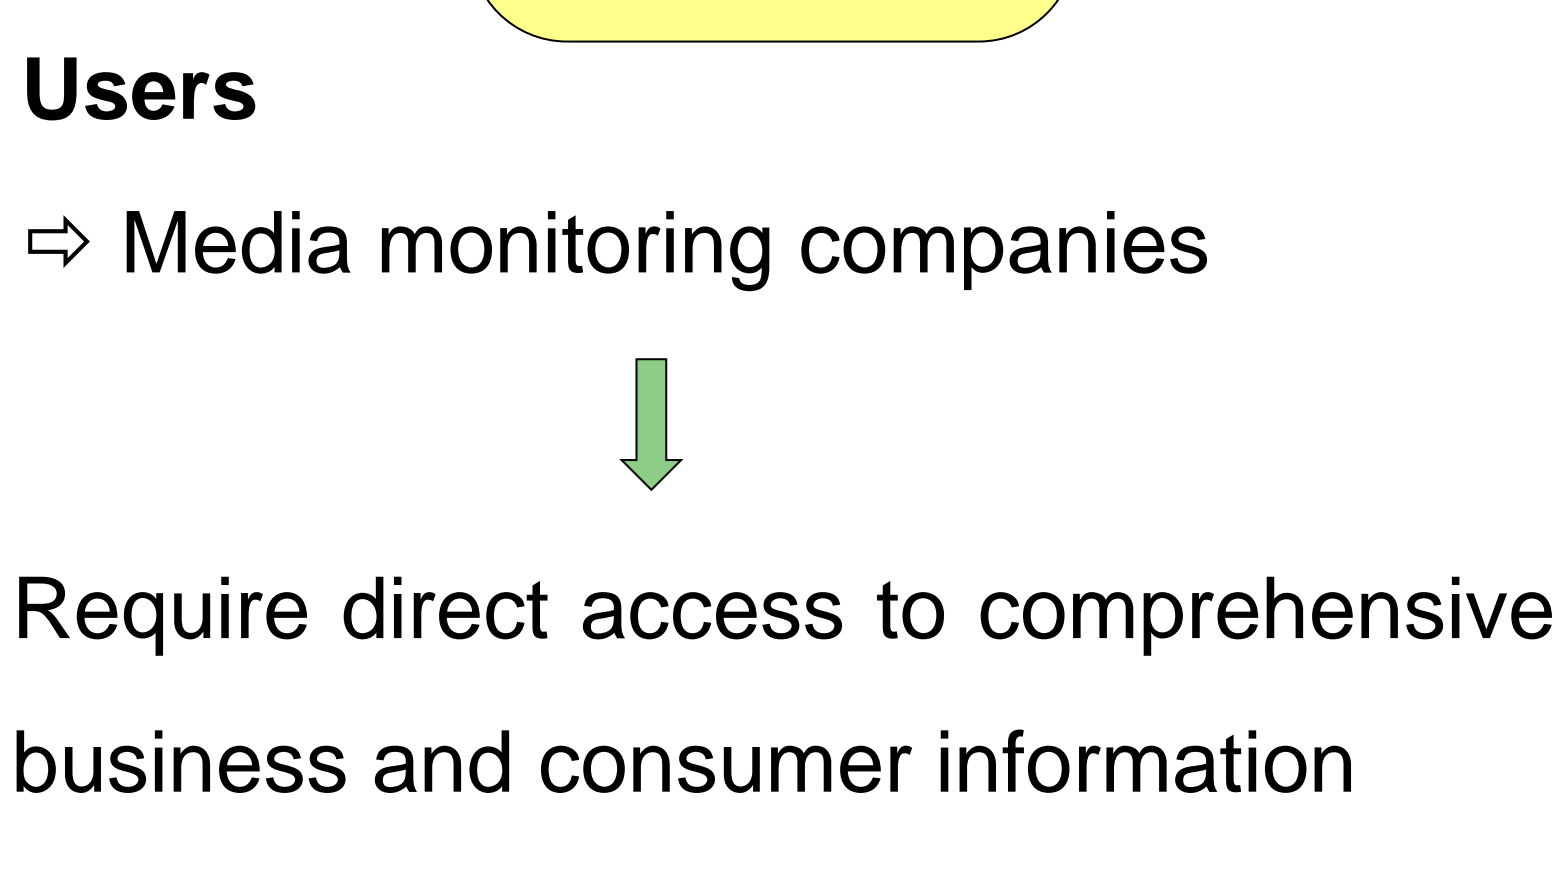 Users
⇨ Media monitoring companies
Require direct access to comprehensive
business and consumer information